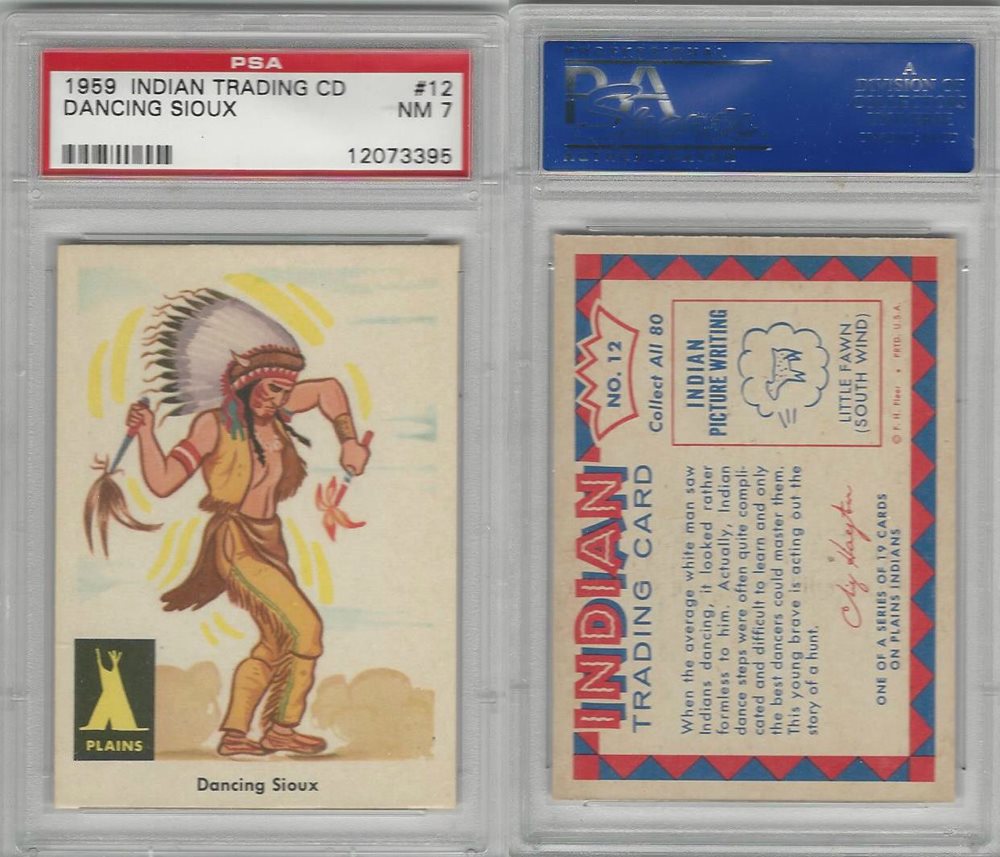 PSA
1959 INDIAN TRADING CD #12
DANCING SIOUX NM 7
12073395
PLAINS
Dancing Sioux
PROFESSIONAL
PSA
A
DIVISION OF
COLLECTORS
UNIVERSE
INDIAN
TRADING CARD
NO. 12
Collect All 80
When the average white man saw
Indians dancing, it looked rather
formless to him. Actually, Indian
dance steps were often quite compli-
cated and difficult to learn and only
the best dancers could master them.
This young brave is acting out the
story of a hunt.
INDIAN
PICTURE WRITING
LITTLE FAWN
(SOUTH WIND)
ONE OF A SERIES OF 19 CARDS
ON PLAINS INDIANS
© F. H. Fleer • PRTD. U.S.A.